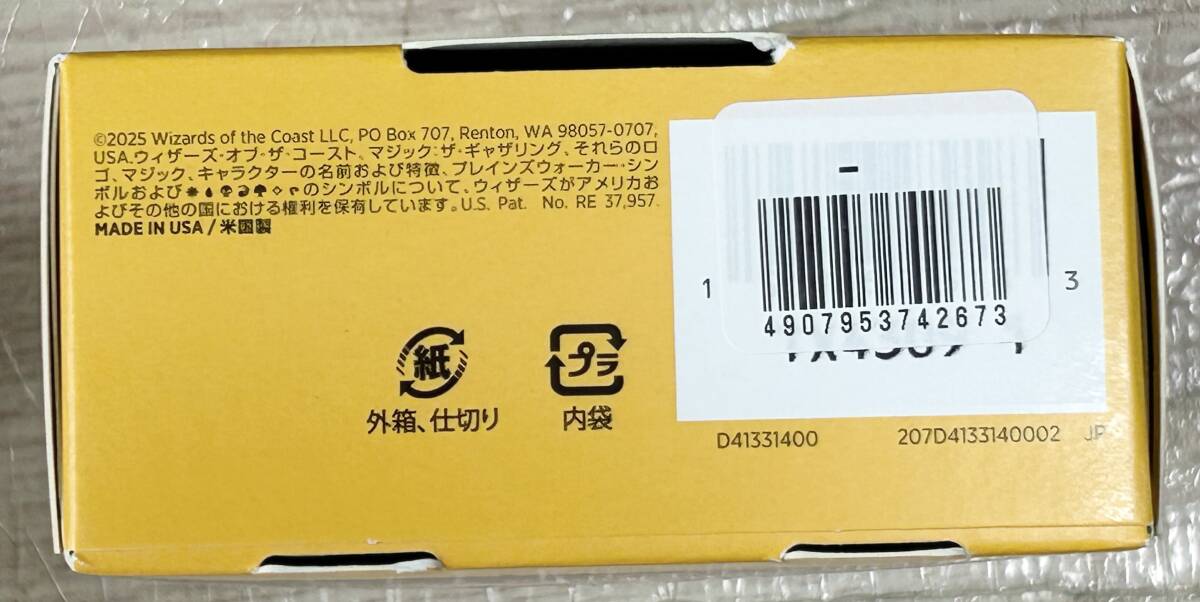 ©2025 Wizards of the Coast LLC, PO Box 707, Renton, WA 98057-0707,
USA.ウィザーズ・オブ・ザ・コースト、マジック:ザ・ギャザリング、それらのロ
ゴ、マジック、キャラクターの名前および特徴、プレインズウォーカー・シン
ボルおよびのシンボルについて、ウィザーズがアメリカお
よびその他の国における権利を保有しています。U.S. Pat. No. RE 37,957.
MADE IN USA / 米国製
紙
外箱、仕切り
プラ
内袋
1
3
4907953742673
D41331400
207D4133140002
JP